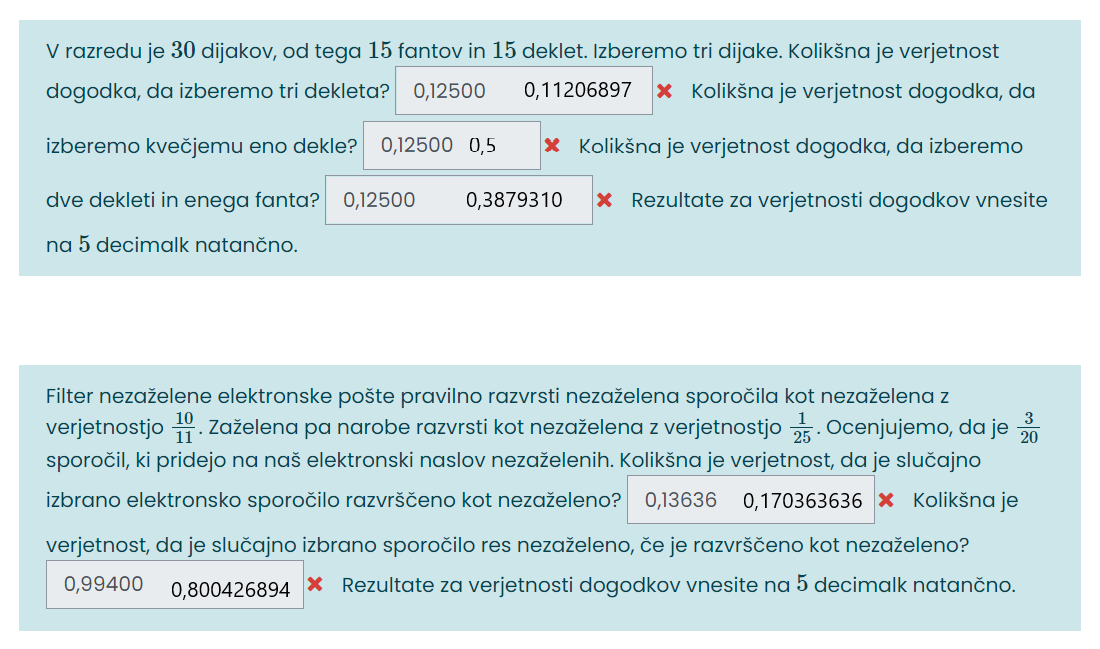 V razredu je 30 dijakov, od tega 15 fantov in 15 deklet. Izberemo tri dijake. Kolikšna je verjetnost
dogodka, da izberemo tri dekleta? 0,12500 0,11206897 ✖ Kolikšna je verjetnost dogodka, da
izberemo kvečjemu eno dekle? 0,12500 0,5 ✖ Kolikšna je verjetnost dogodka, da izberemo
dve dekleti in enega fanta? 0,12500 0,3879310 ✖ Rezultate za verjetnosti dogodkov vnesite
na 5 decimalk natančno.
Filter nezaželene elektronske pošte pravilno razvrsti nezaželena sporočila kot nezaželena z
verjetnostjo 10/11. Zaželena pa narobe razvrsti kot nezaželena z verjetnostjo 1/25. Ocenjujemo, da je 3/20
sporočil, ki pridejo na naš elektronski naslov nezaželenih. Kolikšna je verjetnost, da je slučajno
izbrano elektronsko sporočilo razvrščeno kot nezaželeno? 0,13636 0,170363636 ✖ Kolikšna je
verjetnost, da je slučajno izbrano sporočilo res nezaželeno, če je razvrščeno kot nezaželeno?
0,99400 0,800426894 ✖ Rezultate za verjetnosti dogodkov vnesite na 5 decimalk natančno.